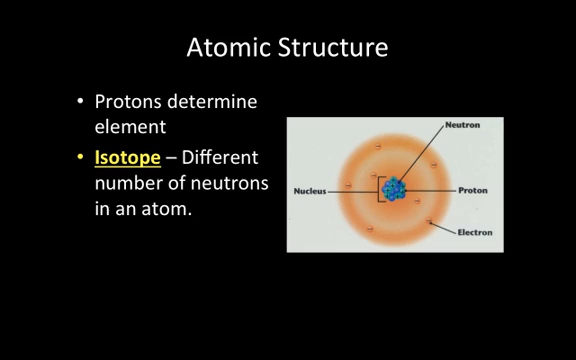 Atomic Structure
• Protons determine
element
• Isotope – Different
number of neutrons
in an atom.
Neutron
Nucleus
Proton
Electron